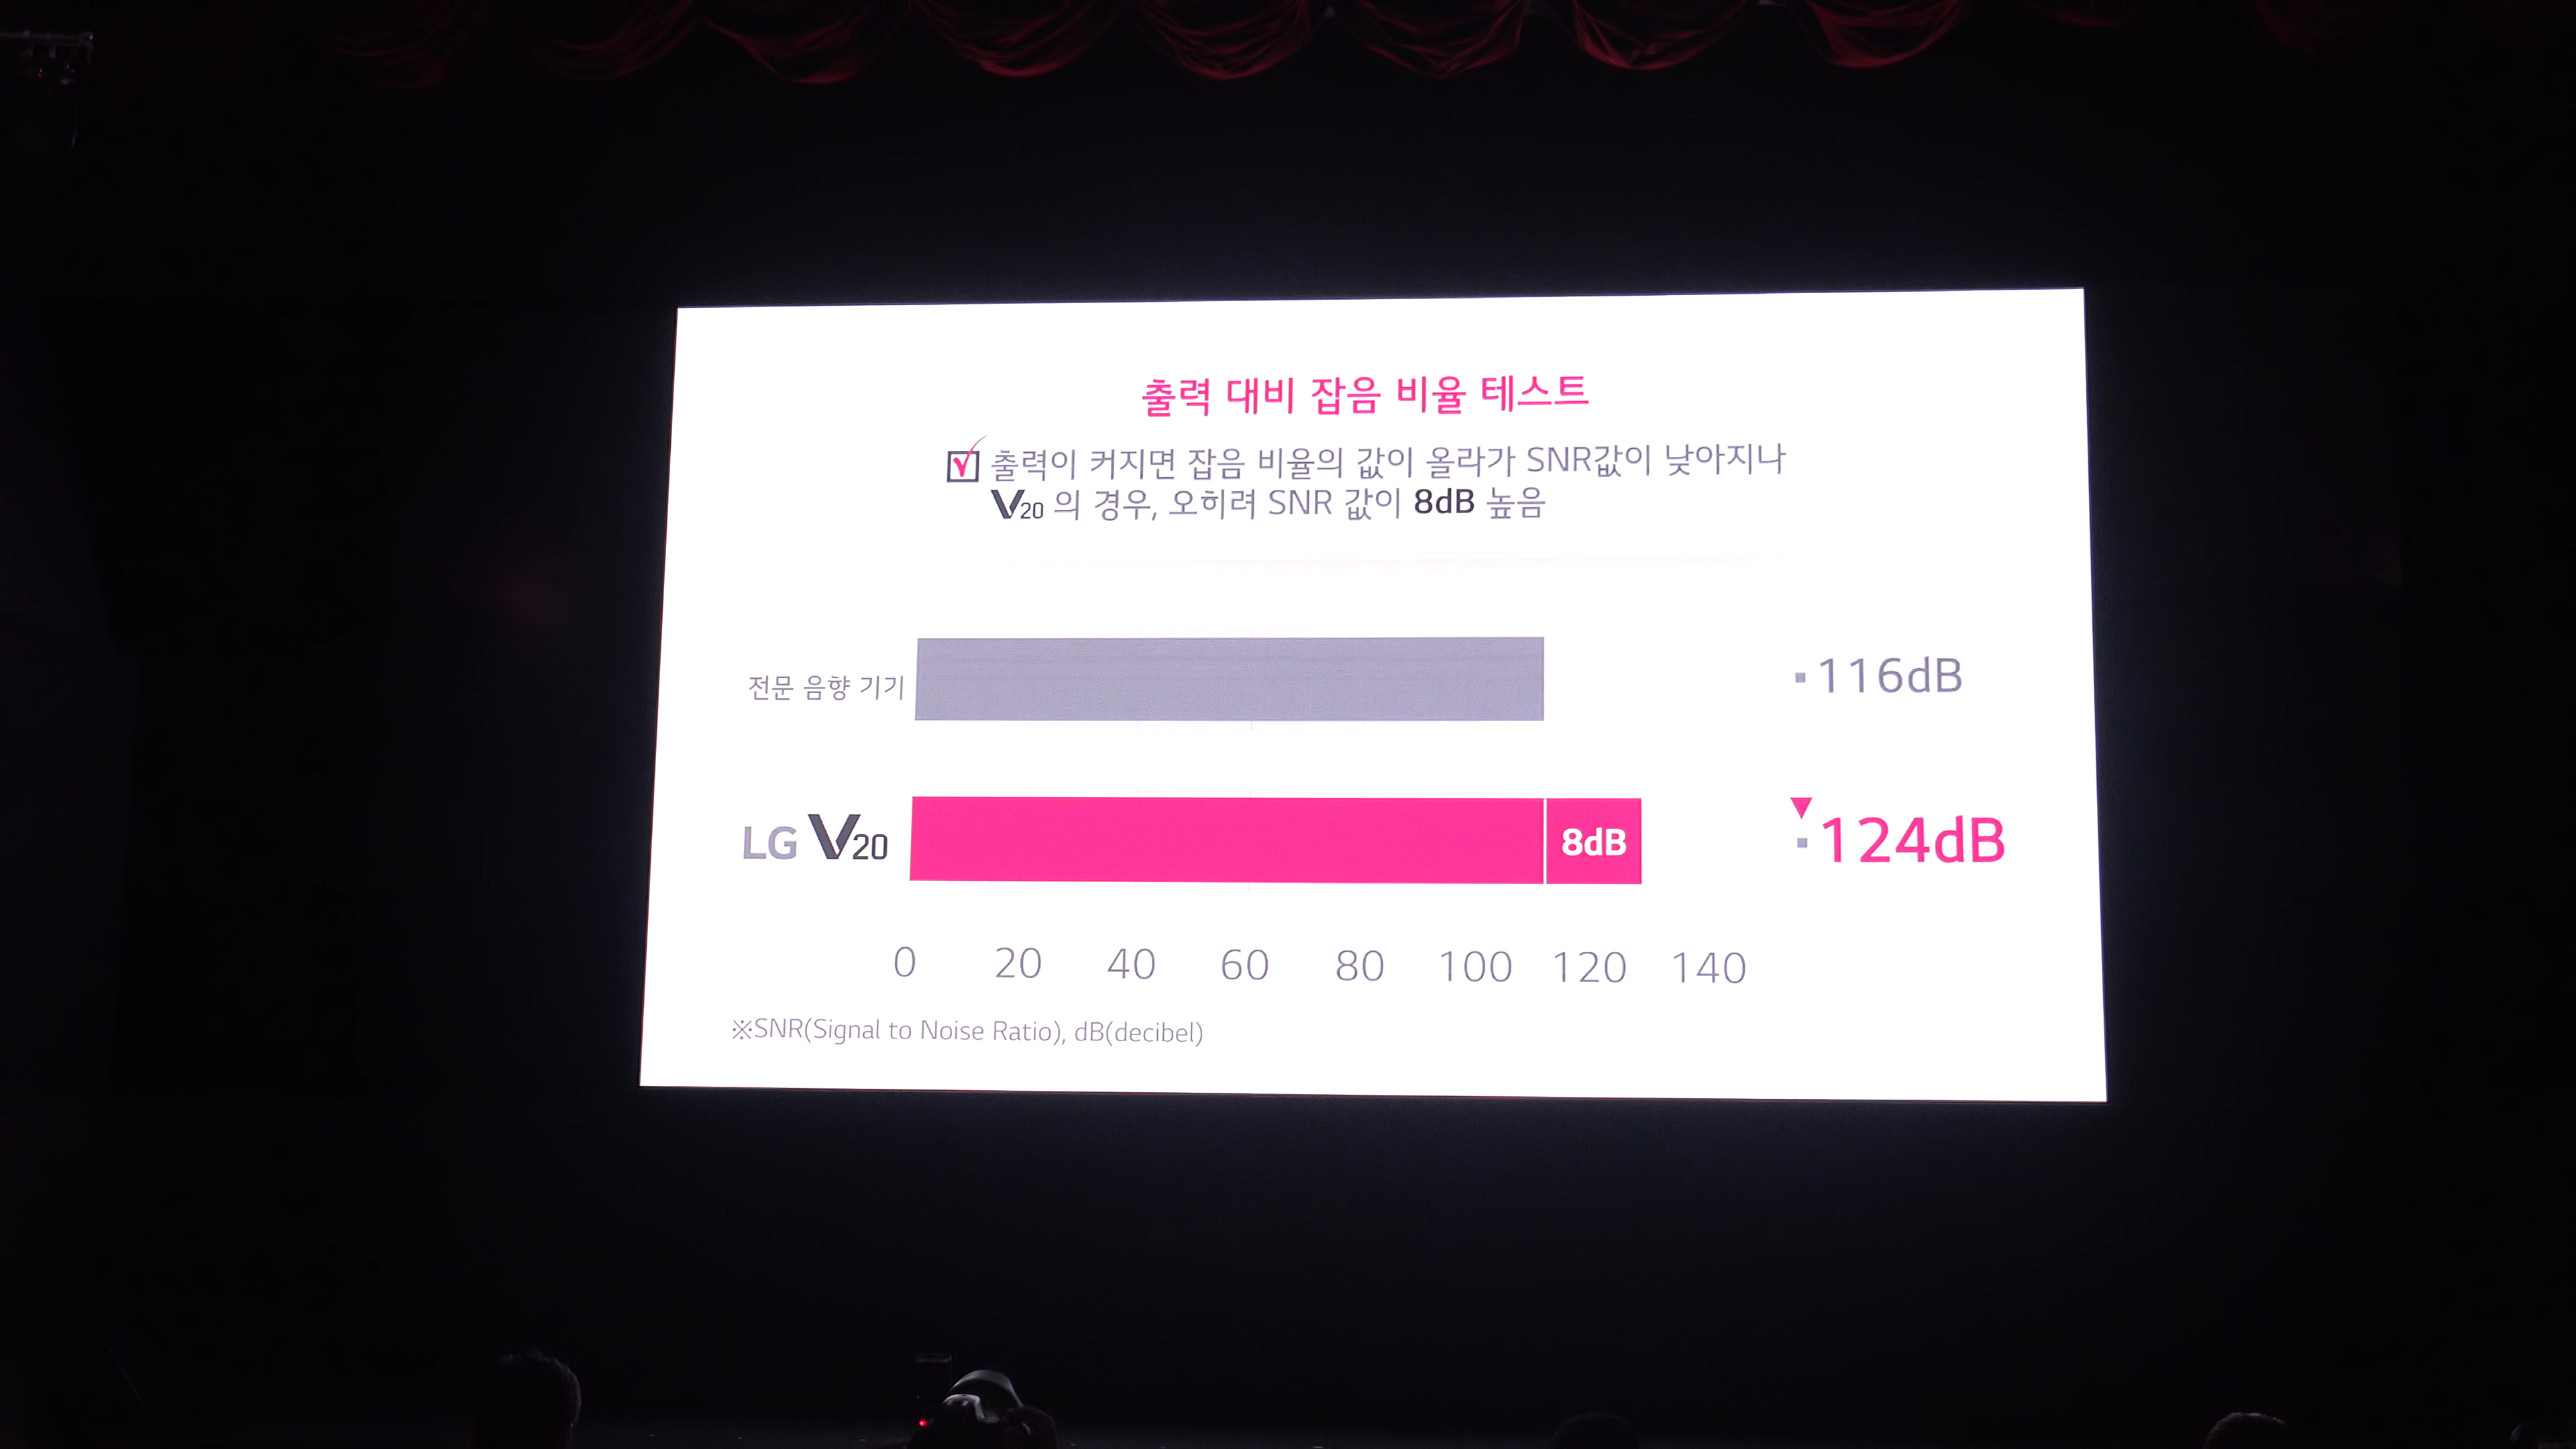 출력 대비 잡음 비율 테스트
출력이 커지면 잡음 비율의 값이 올라가 SNR값이 낮아지나
V20 의 경우, 오히려 SNR 값이 8dB 높음
전문 음향 기기
116dB
LG V20
8dB
124dB
0 20 40 60 80 100 120 140
※SNR(Signal to Noise Ratio), dB(decibel)